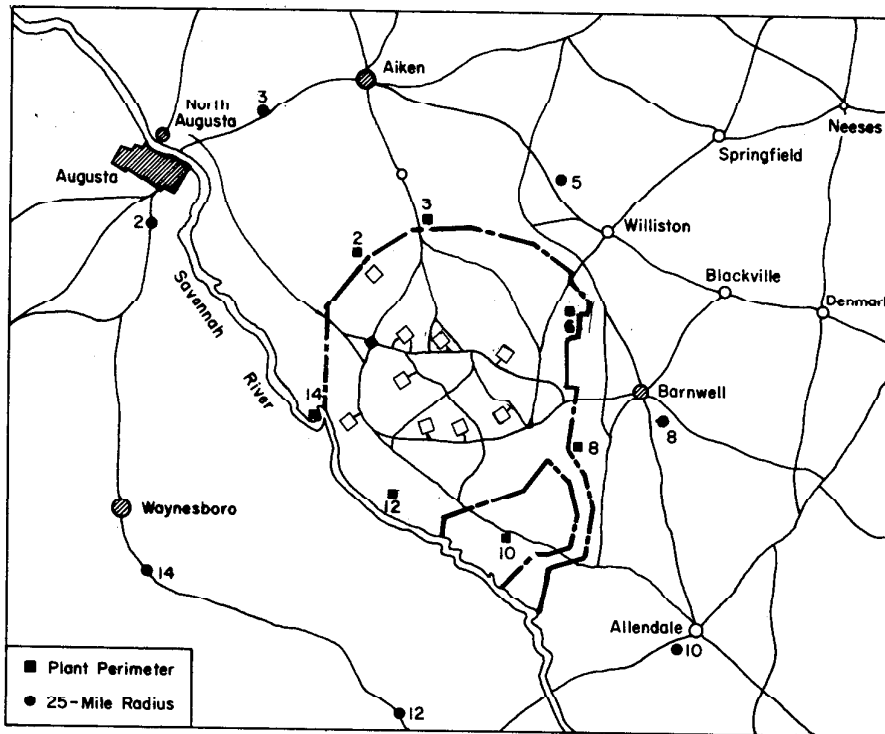 Aiken
3
North
Augusta
Neeses
Springfield
Augusta
5
3
2
Williston
2
Savannah
River
Blackville
Denmark
6
14
Barnwell
8
8
12
Waynesboro
10
14
Allendale
10
12
Plant Perimeter
25-Mile Radius